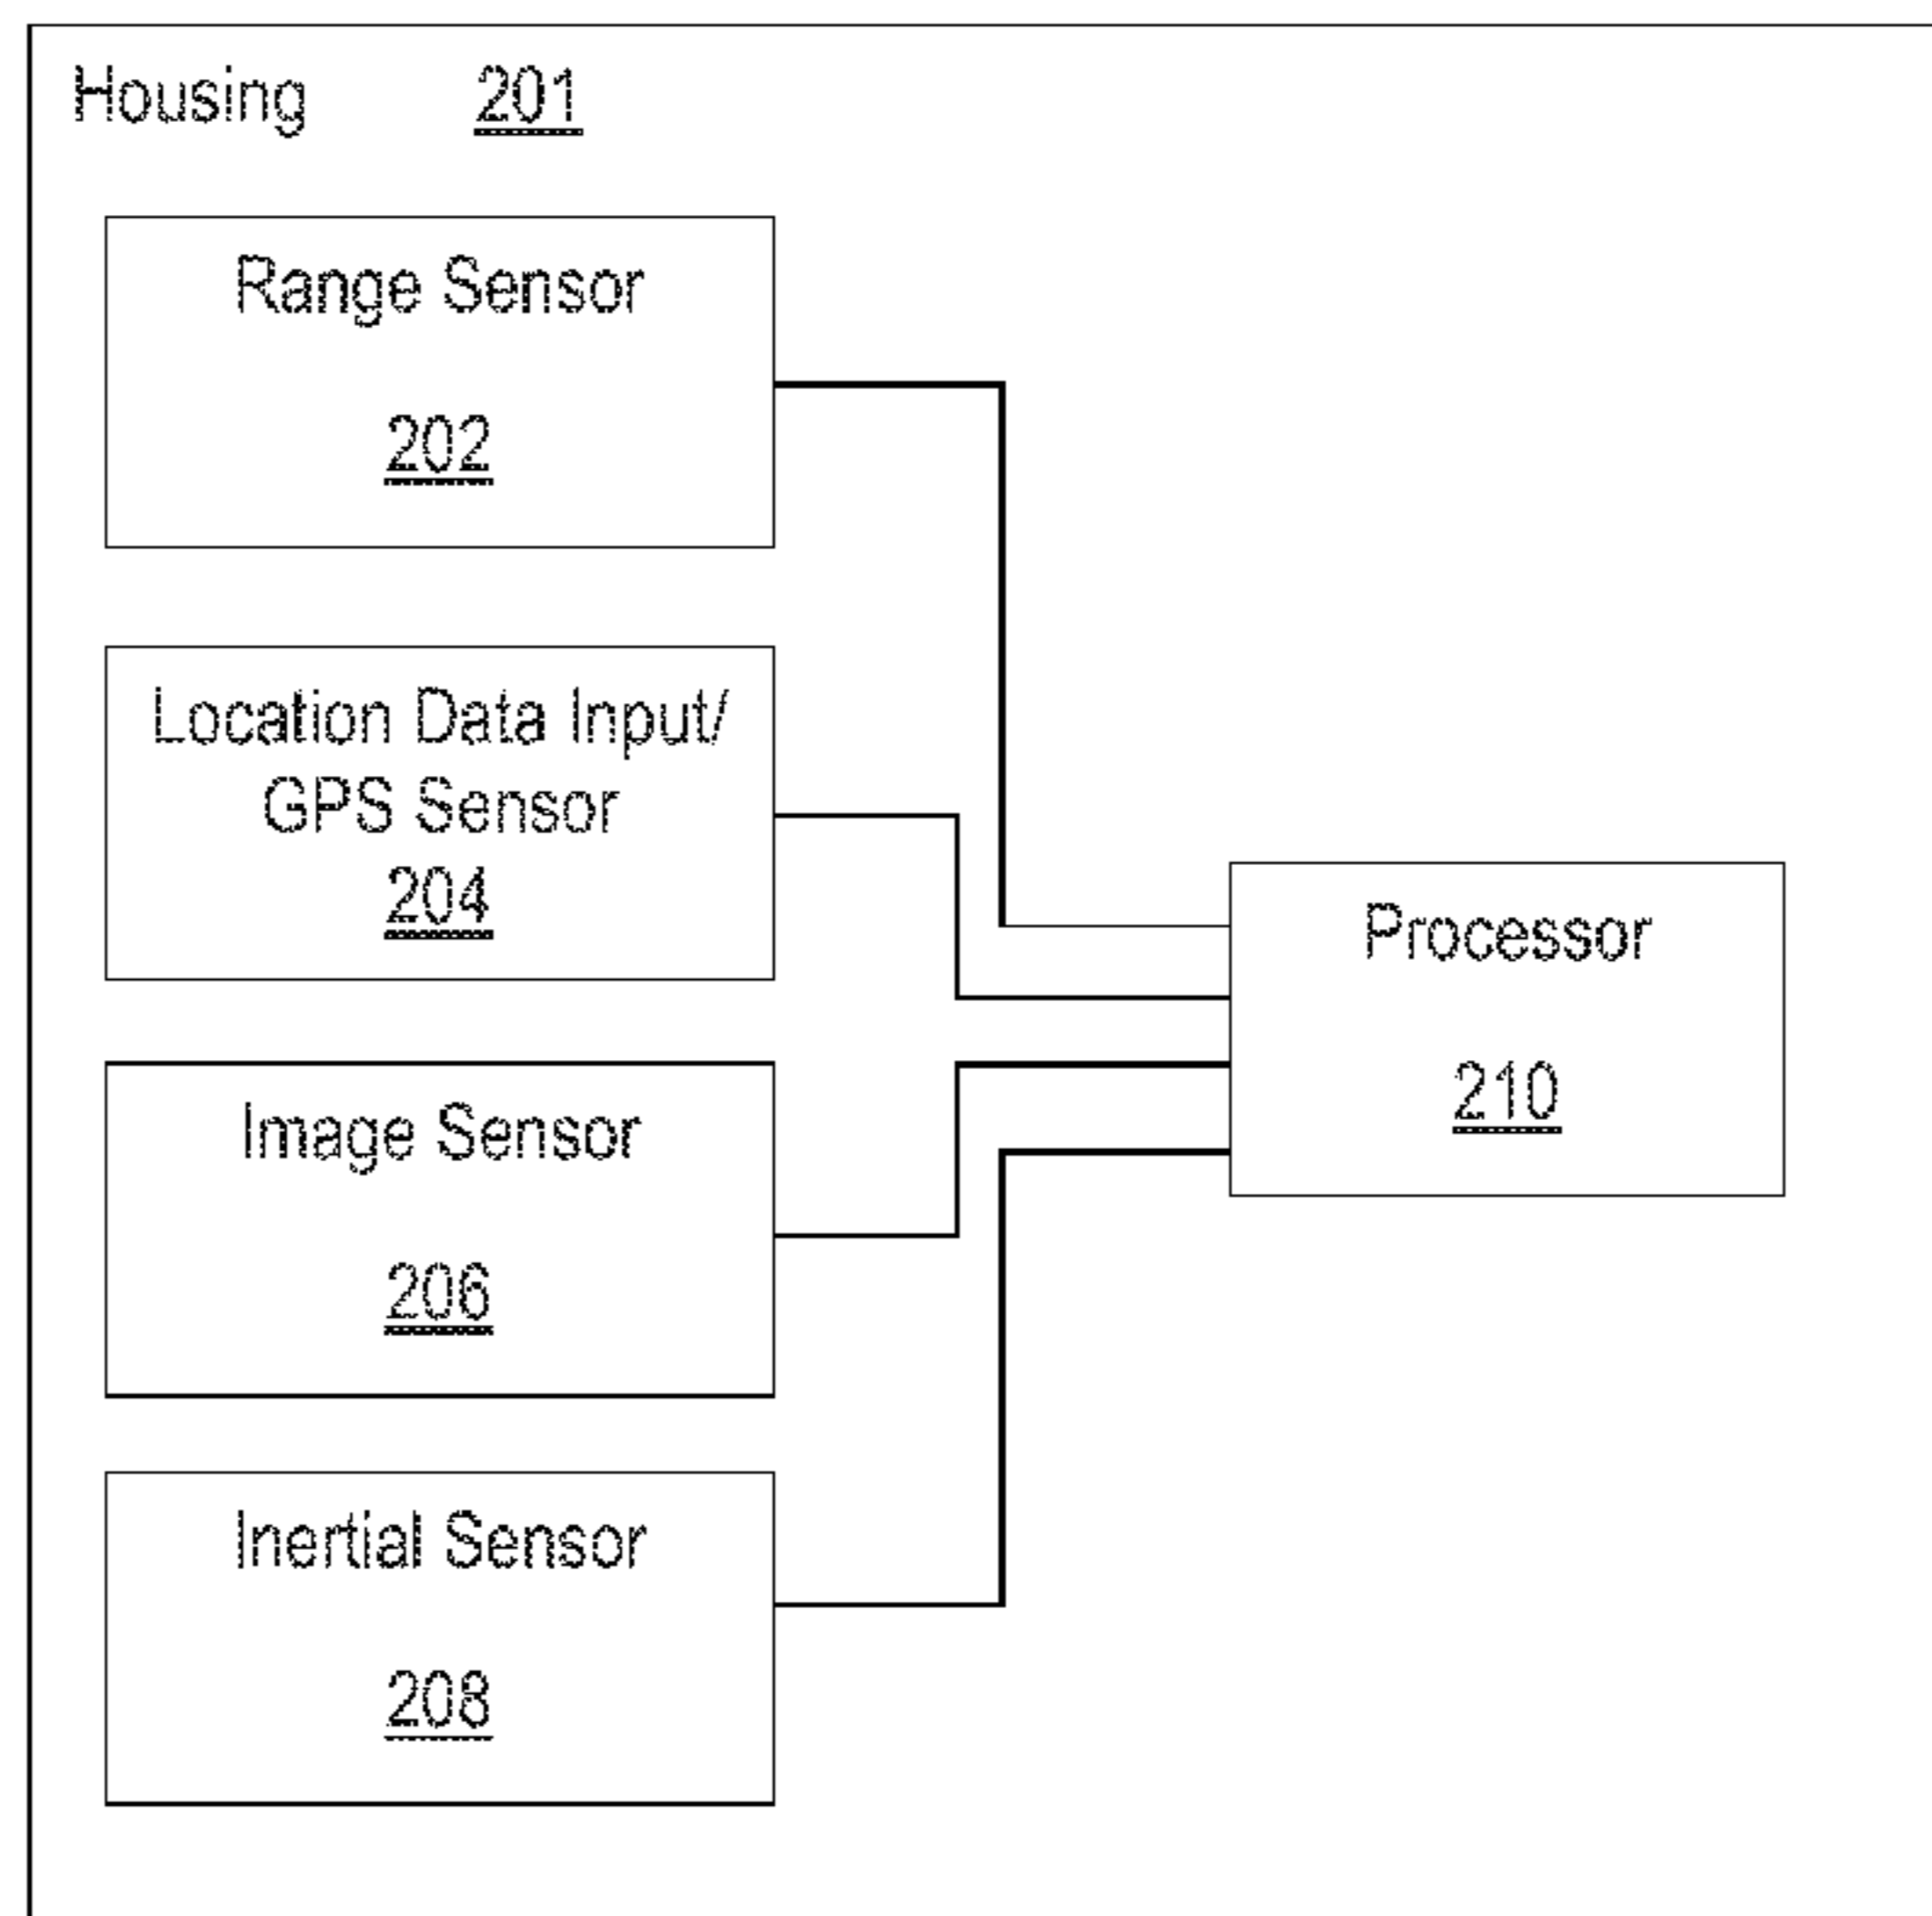 Housing 201
Range Sensor
202
Location Data Input/
GPS Sensor
204
Image Sensor
206
Inertial Sensor
208
Processor
210